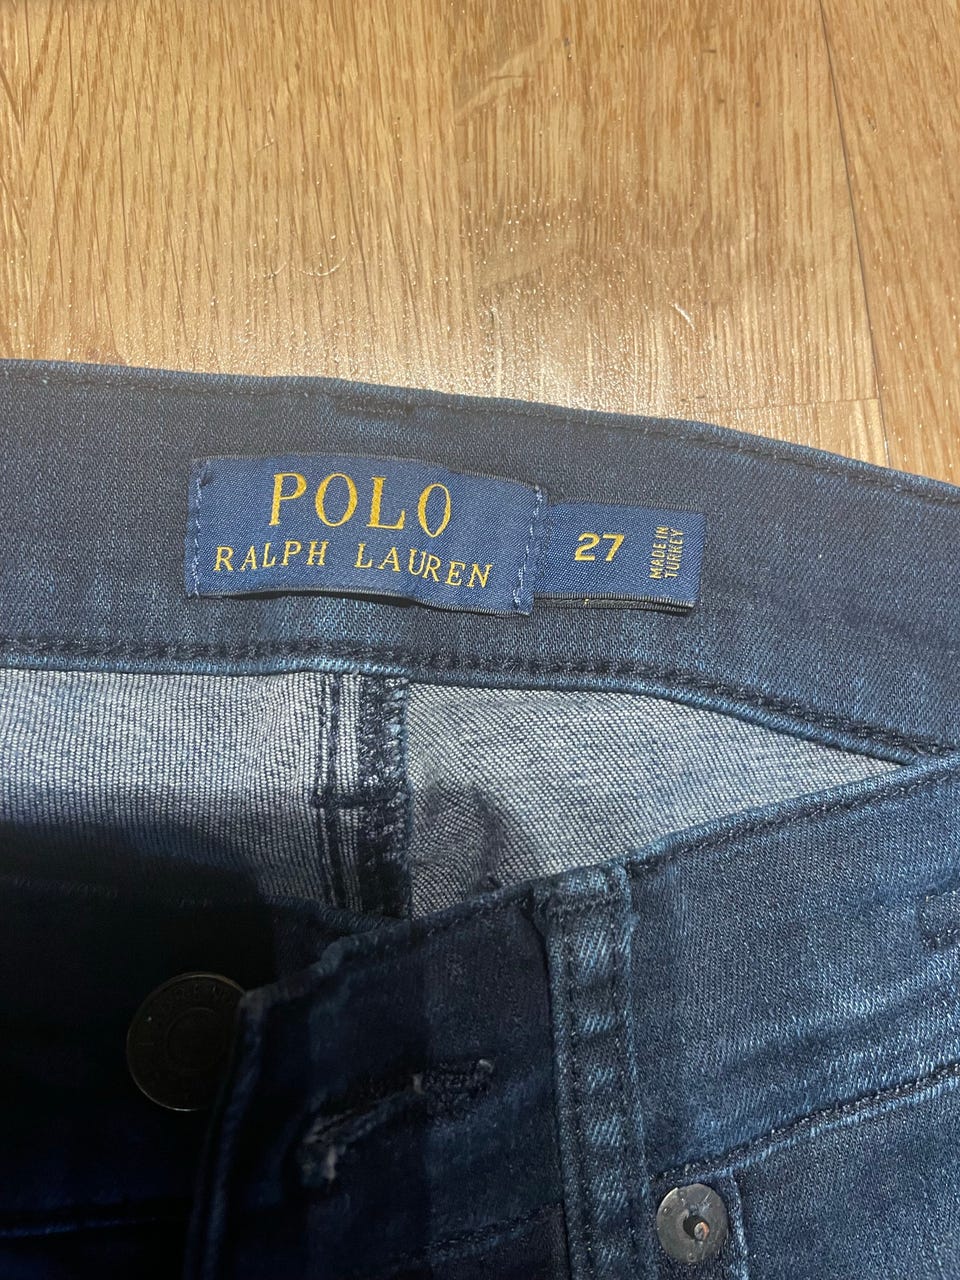 POLO
RALPH LAUREN
27
MADE IN
TURKEY